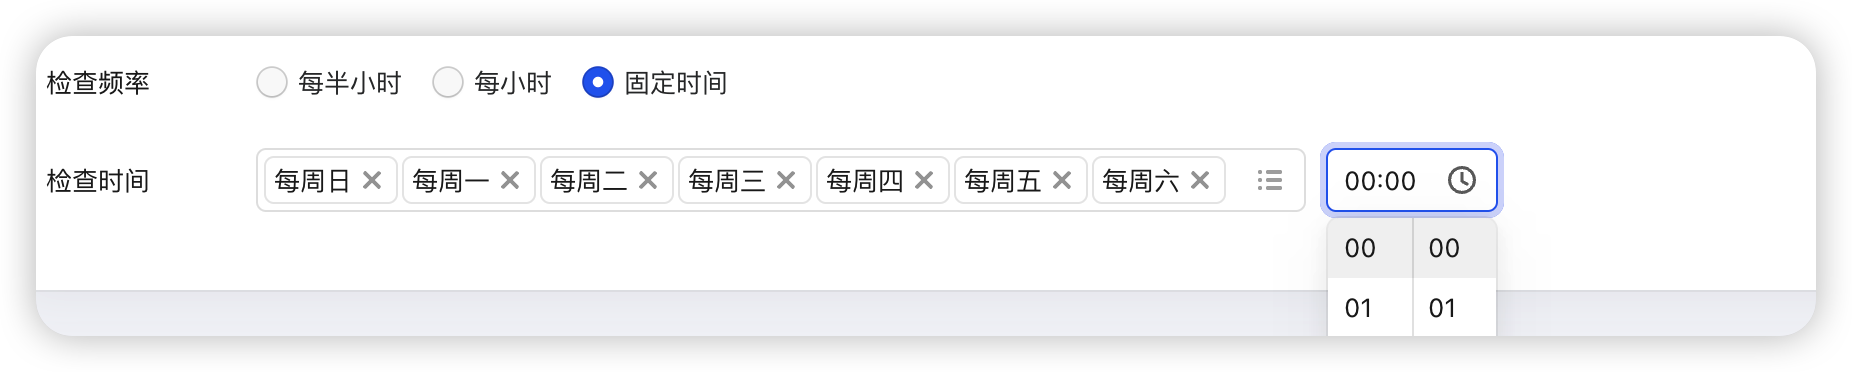 检查频率 每半小时 每小时 固定时间
检查时间 每周日 每周一 每周二 每周三 每周四 每周五 每周六 00:00
00 00
01 01